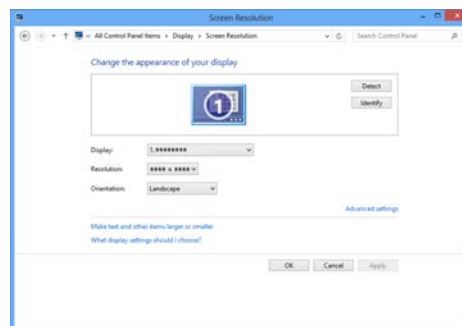 Screen Resolution
All Control Panel Items ▸ Display ▸ Screen Resolution
Search Control Panel
Change the appearance of your display
Detect
Identify
1
Display: 1.********
Resolution: **** x ****
Orientation: Landscape
Advanced settings
Make text and other items larger or smaller
What display settings should I choose?
OK Cancel Apply